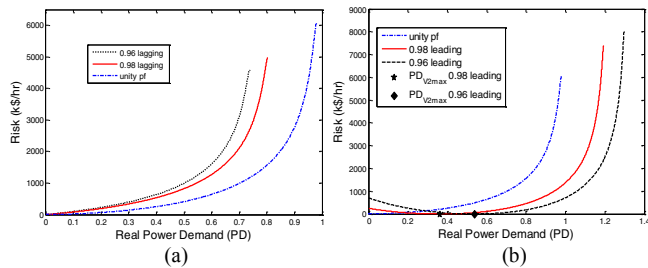 6000
5000
4000
3000
2000
1000
0
Risk (k$/hr)
0.96 lagging
0.98 lagging
unity pf
0 0.1 0.2 0.3 0.4 0.5 0.6 0.7 0.8 0.9 1
Real Power Demand (PD)
(a)
9000
8000
7000
6000
5000
4000
3000
2000
1000
0
Risk (k$/hr)
unity pf
0.98 leading
0.96 leading
PD_V2max 0.98 leading
PD_V2max 0.96 leading
0 0.2 0.4 0.6 0.8 1 1.2 1.4
Real Power Demand (PD)
(b)